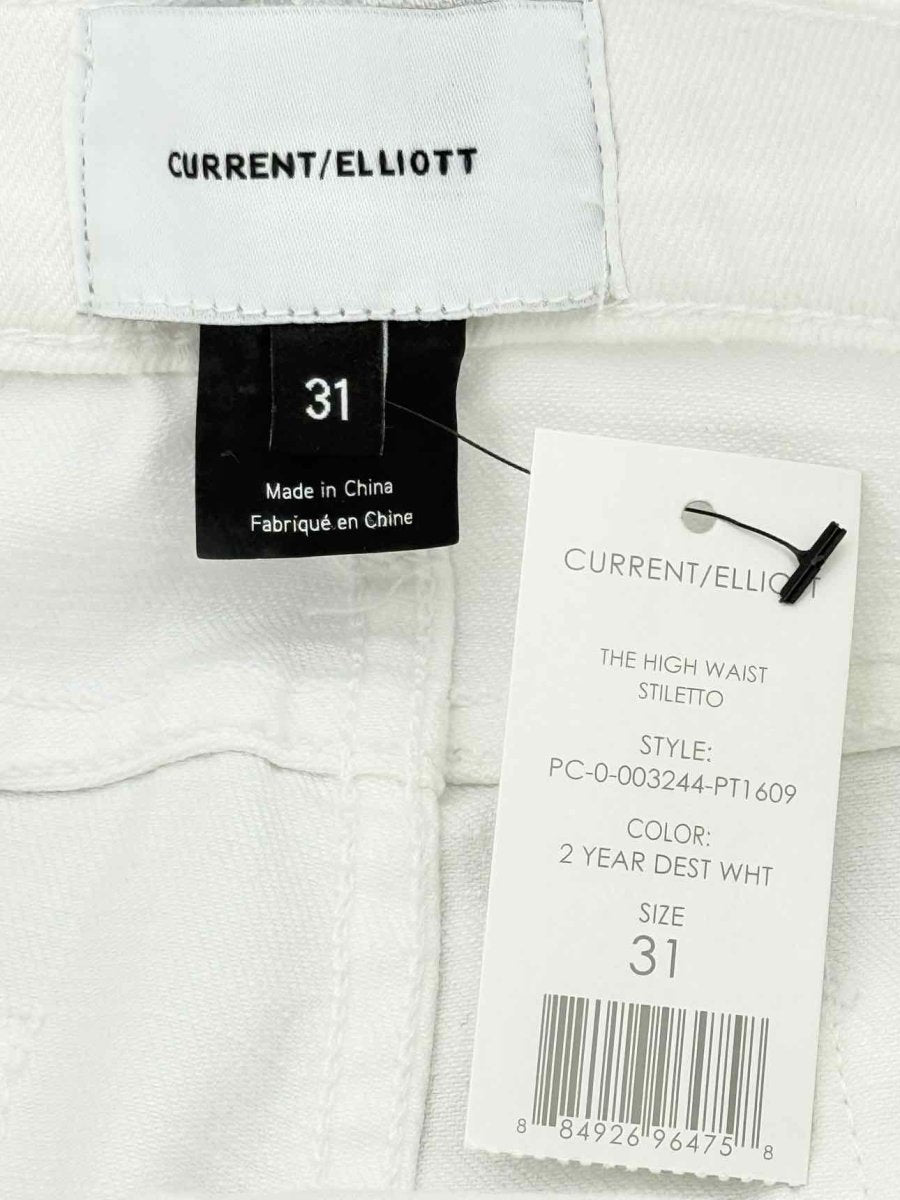 CURRENT/ELLIOTT
31
Made in China
Fabriqué en Chine
CURRENT/ELLIOTT
THE HIGH WAIST
STILETTO
STYLE:
PC-0-003244-PT1609
COLOR:
2 YEAR DEST WHT
SIZE
31
8 84926 96475 8